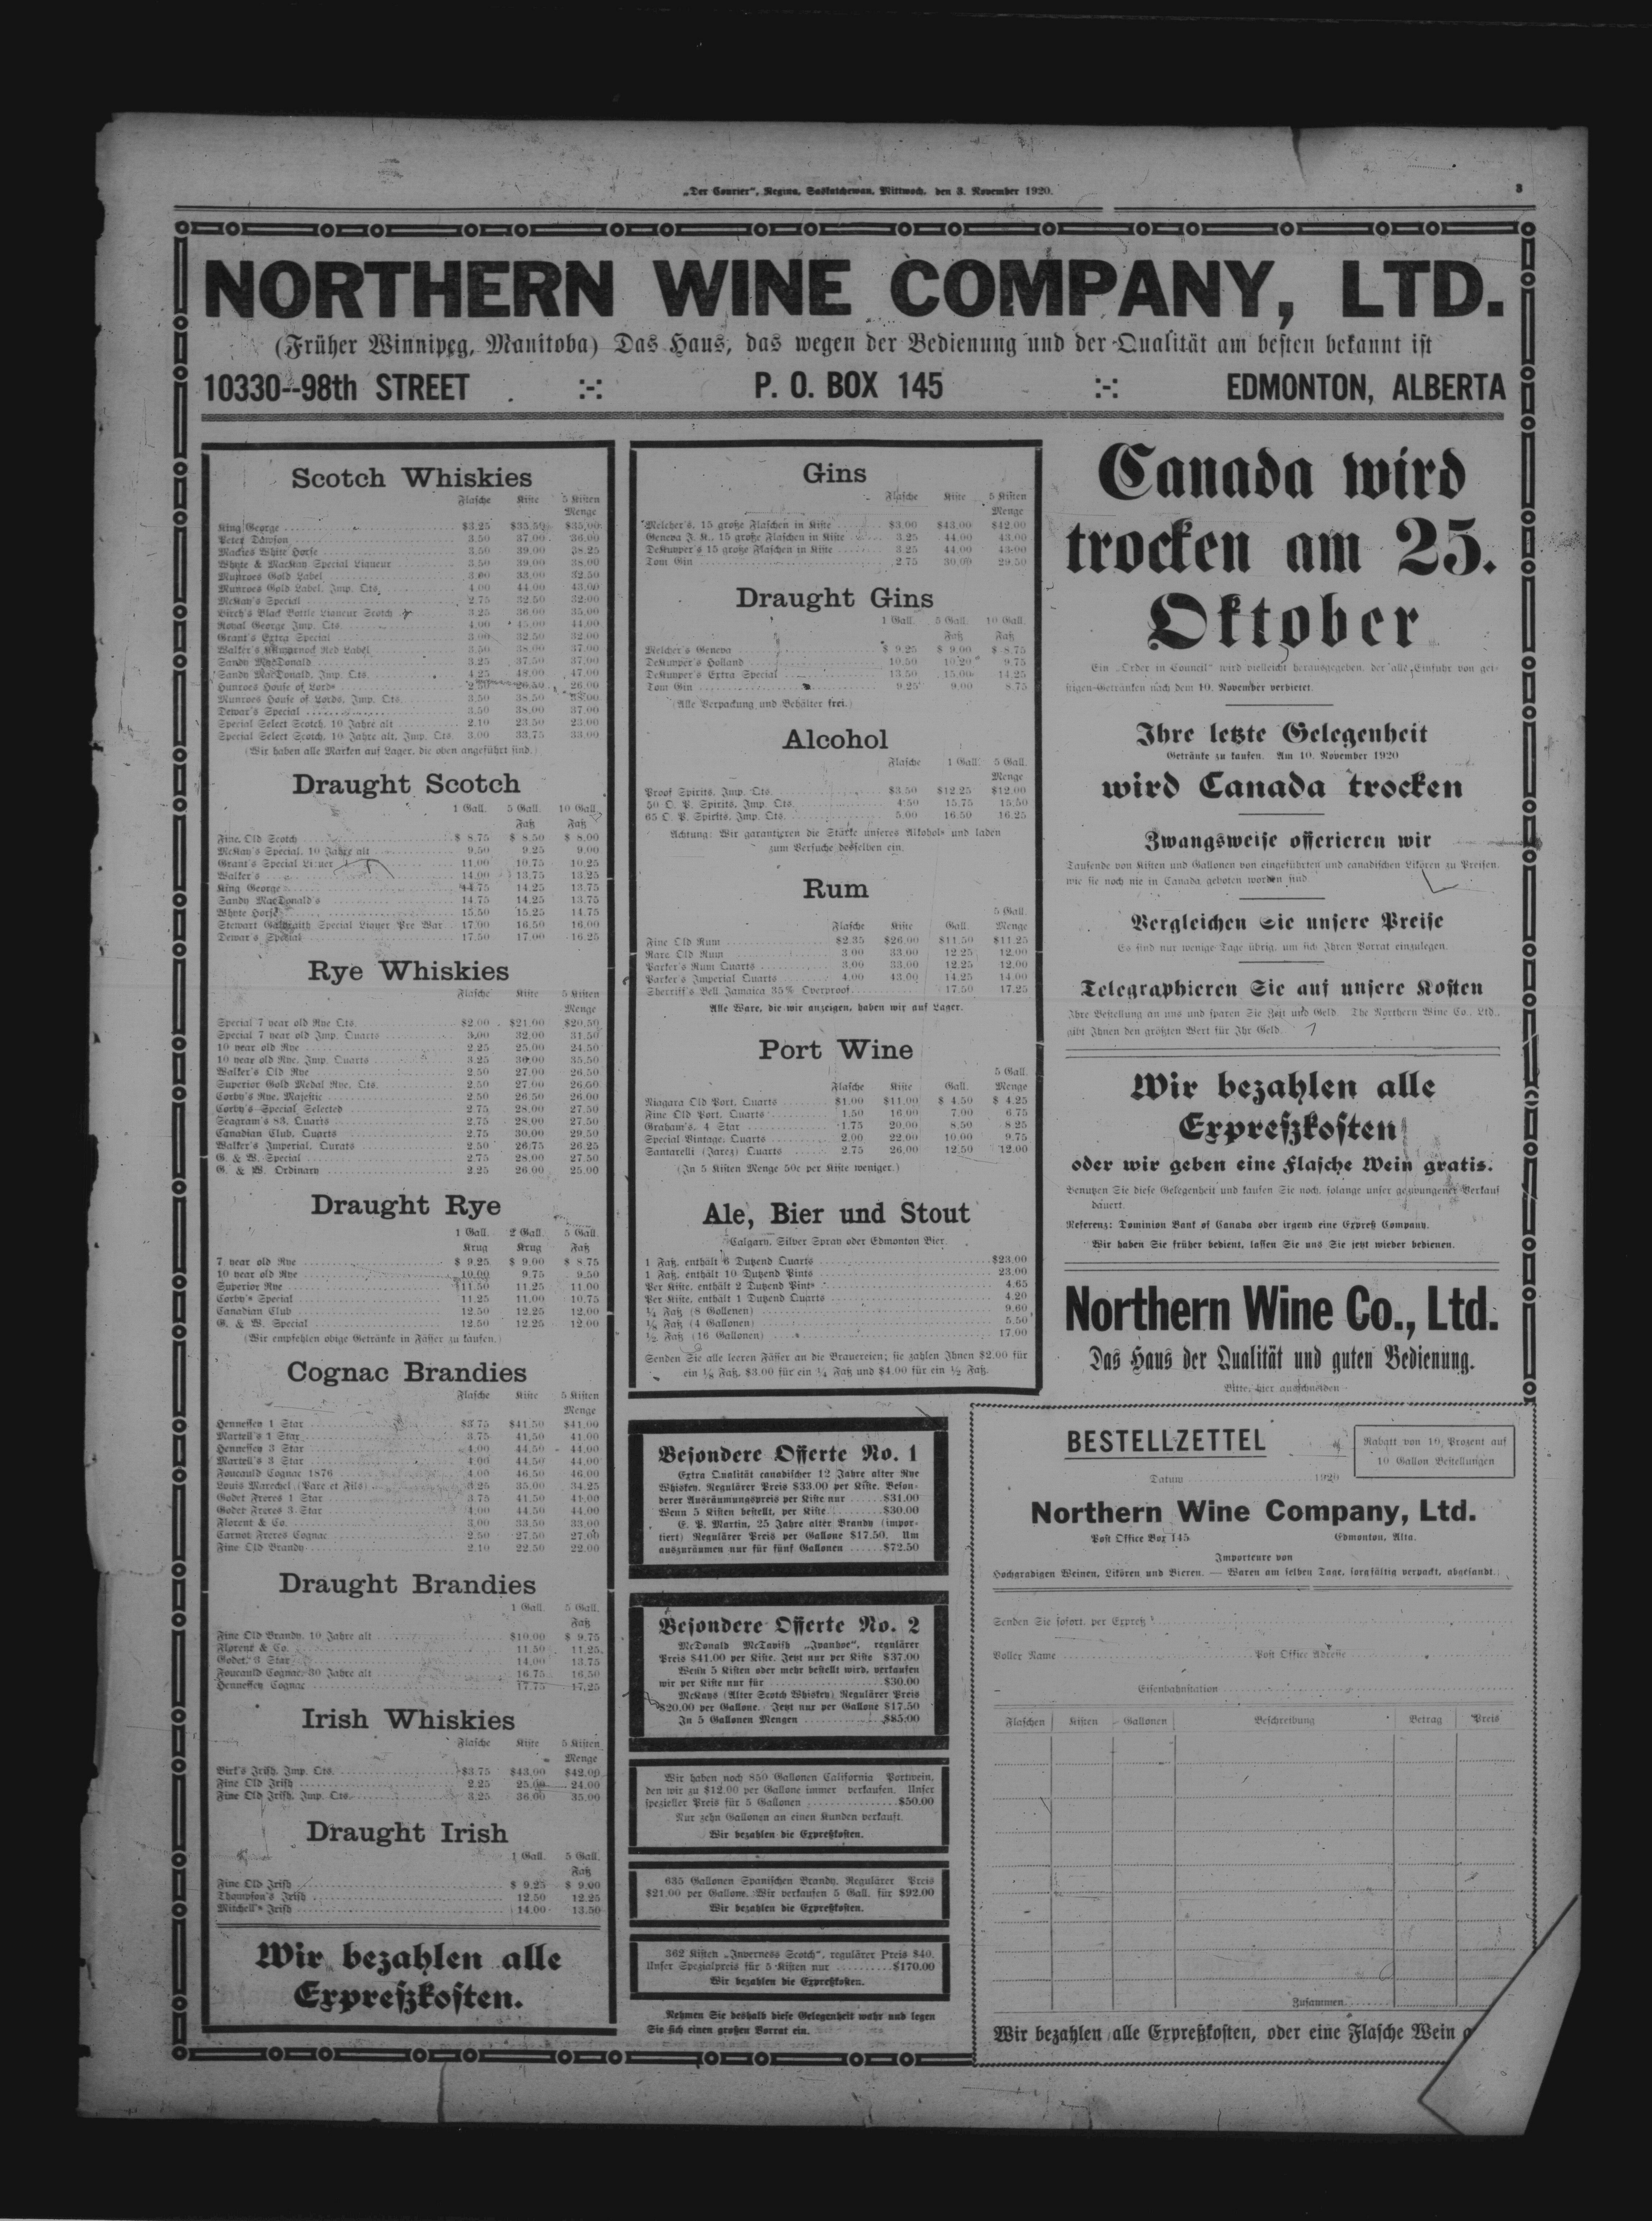 „Der Courier“, Regina, Saskatchewan, Mittwoch, den 3. November 1920.
3
NORTHERN WINE COMPANY, LTD.
(Früher Winnipeg, Manitoba) Das Haus, das wegen der Bedienung und der Qualität am besten bekannt ist
10330--98th STREET P. O. BOX 145 EDMONTON, ALBERTA
Scotch Whiskies
Flasche Kiste 5 Kisten
Menge
King George $3.25 $35.50 $35.00
Peter Dawson 3.50 37.00 36.00
Mackies White Horse 3.50 39.00 38.25
Whyte & MacKay Special Liqueur 3.50 39.00 38.00
Munroes Gold Label 3.00 33.00 32.50
Munroes Gold Label, Imp. Qts. 4.00 44.00 43.00
McKay's Special 2.75 32.50 32.00
Birch's Black Bottle Liqueur Scotch 3.25 36.00 35.00
Royal George Imp. Qts. 4.00 45.00 44.00
Grant's Extra Special 3.00 32.50 32.00
Walker's Kilmarnock Red Label 3.50 38.00 37.00
Sandy MacDonald 3.25 37.50 37.00
Sandy MacDonald, Imp. Qts. 4.25 48.00 47.00
Hunroes House of Lords 2.50 26.50 26.00
Munroes House of Lords, Imp. Qts. 3.50 38.50
Dewar's Special 3.50 38.00 37.00
Special Select Scotch, 10 Jahre alt 2.10 23.50 23.00
Special Select Scotch, 10 Jahre alt, Imp. Qts. 3.00 33.75 33.00
(Wir haben alle Marken auf Lager, die oben angeführt sind.)
Draught Scotch
1 Gall. 5 Gall. 10 Gall.
Faß Faß
Fine Old Scotch $ 8.75 $ 8.50 $ 8.00
McKay's Special, 10 Jahre alt 9.50 9.25 9.00
Grant's Special 11.00 10.75 10.25
Walker's 14.00 13.75 13.25
King George 14.75 14.25 13.75
Sandy MacDonald's 14.75 14.25 13.75
Whyte Horse 15.50 15.25 14.75
Stewart Galbraith Special Liquer Pre War 17.00 16.50 16.00
Dewar's Special 17.50 17.00 16.25
Rye Whiskies
Flasche Kiste 5 Kisten
Menge
Special 7 year old Rye Qts. $2.00 $21.00 $20.50
Special 7 year old Imp. Quarts 3.00 32.00 31.50
10 year old Rye 2.25 25.00 24.50
10 year old Rye, Imp. Quarts 3.25 35.50
Walker's Old Rye 2.50 27.00 26.50
Superior Gold Medal Rye, Qts. 2.50 27.00 26.00
Corby's Rye, Majestic 2.50 26.50 26.00
Corby's Special Selected 2.75 28.00 27.50
Seagram's 83, Quarts 2.75 28.00 27.50
Canadian Club, Quarts 2.75 30.00 29.50
Walker's Imperial, Qurats 2.50 26.75 26.25
G. & W. Special 2.75 28.00 27.50
G. & W. Ordinary 2.25 26.00 25.00
Draught Rye
1 Gall. 2 Gall. 5 Gall.
Krug Krug Faß
7 year old Rye $ 9.25 $ 9.00 $ 8.75
10 year old Rye 10.00 9.75 9.50
Superior Rye 11.50 11.25 11.00
Corby's Special 11.25 11.00 10.75
Canadian Club 12.50 12.25 12.00
G. & W. Special 12.50 12.25 12.00
(Wir empfehlen obige Getränke in Fässer zu kaufen.)
Cognac Brandies
Flasche Kiste 5 Kisten
Menge
Hennessey 1 Star $3.75 $41.50 $41.00
Martell's 1 Star 3.75 41.50 41.00
Hennessey 3 Star 4.00 44.50 44.00
Martell's 3 Star 4.00 44.50 44.00
Foucauld Cognac 1876 4.00 46.50 46.00
Louis Marechel (Pare et Fils) 3.25 35.00 34.25
Godet Freres 1 Star 3.75 41.50 41.00
Godet Freres 3 Star 4.00 44.50 44.00
Florent & Co. 3.00 33.50 33.00
Carnot Freres Cognac 2.50 27.50 27.00
Fine Old Brandy 2.10 22.50 22.00
Draught Brandies
1 Gall. 5 Gall.
Faß
Fine Old Brandy, 10 Jahre alt $10.00 $ 9.75
Florent & Co. 11.50 11.25
Godet, 3 Star 14.00 13.75
Foucauld Cognac, 30 Jahre alt 16.75 16.50
Hennessey Cognac 17.75 17.25
Irish Whiskies
Flasche Kiste 5 Kisten
Menge
Birk's Irish, Imp. Qts. $3.75 $43.00 $42.00
Fine Old Irish 2.25 25.00 24.00
Fine Old Irish, Imp. Qts. 3.25 36.00 35.00
Draught Irish
1 Gall. 5 Gall.
Faß
Fine Old Irish $ 9.25 $ 9.00
Thompson's Irish 12.50 12.25
Mitchell's Irish 14.00 13.50
Wir bezahlen alle
Expreßkosten.
Gins
Flasche Kiste 5 Kisten
Menge
Melcher's, 15 große Flaschen in Kiste $3.00 $43.00 $42.00
Geneva J. K., 15 große Flaschen in Kiste 3.25 44.00 43.00
DeKuyper's 15 große Flaschen in Kiste 3.25 44.00 43.00
Tom Gin 2.75 30.00 29.50
Draught Gins
1 Gall. 5 Gall. 10 Gall.
Faß Faß
Melcher's Geneva $ 9.25 $ 9.00 $ 8.75
DeKuyper's Holland 10.50 10.20 9.75
DeKuyper's Extra Special 13.50 15.00 14.25
Tom Gin 9.25 9.00 8.75
(Alle Verpackung und Behälter frei.)
Alcohol
Flasche 1 Gall. 5 Gall.
Menge
Proof Spirits, Imp. Qts. $3.50 $12.25 $12.00
50 O. P. Spirits, Imp. Qts. 4.50 15.75 15.50
65 O. P. Spirits, Imp. Qts. 5.00 16.50 16.25
Achtung: Wir garantieren die Stärke unseres Alkohols und laden
zum Versuche desselben ein.
Rum
5 Gall.
Flasche Kiste Gall. Menge
Fine Old Rum $2.35 $26.00 $11.50 $11.25
Rare Old Rum 3.00 33.00 12.25 12.00
Parker's Rum Quarts 3.00 33.00 12.25 12.00
Parker's Imperial Quarts 4.00 43.00 14.25 14.00
Sherriff's Bell Jamaica 35% Overproof 17.50 17.25
Alle Ware, die wir anzeigen, haben wir auf Lager.
Port Wine
5 Gall.
Flasche Kiste Gall. Menge
Niagara Old Port, Quarts $1.00 $11.00 $ 4.50 $ 4.25
Fine Old Port, Quarts 1.50 16.00 7.00 6.75
Graham's, 4 Star 1.75 20.00 8.50 8.25
Special Vintage, Quarts 2.00 22.00 10.00 9.75
Santarelli (Jarez) Quarts 2.75 26.00 12.50 12.00
(In 5 Kisten Menge 50c per Kiste weniger.)
Ale, Bier und Stout
Calgary, Silver Spray oder Edmonton Bier.
1 Faß, enthält 6 Dutzend Quarts $23.00
1 Faß, enthält 10 Dutzend Pints 23.00
Per Kiste, enthält 2 Dutzend Pints 4.65
Per Kiste, enthält 1 Dutzend Quarts 4.20
¼ Faß (8 Gollenen) 9.60
⅛ Faß (4 Gallonen) 5.50
½ Faß (16 Gallonen) 17.00
Senden Sie alle leeren Fässer an die Brauereien; sie zahlen Ihnen $2.00 für
ein ⅛ Faß, $3.00 für ein ¼ Faß und $4.00 für ein ½ Faß.
Besondere Offerte No. 1
Extra Qualität canadischer 12 Jahre alter Rye
Whiskey. Regulärer Preis $33.00 per Kiste. Beson-
derer Ausräumungspreis per Kiste nur $31.00
Wenn 5 Kisten bestellt, per Kiste $30.00
E. P. Martin, 25 Jahre alter Brandy (impor-
tiert) Regulärer Preis per Gallone $17.50. Um
auszuräumen nur für fünf Gallonen $72.50
Besondere Offerte No. 2
McDonald McTavish „Ivanhoe“, regulärer
Preis $41.00 per Kiste. Jetzt nur per Kiste $37.00
Wenn 5 Kisten oder mehr bestellt wird, verkaufen
wir per Kiste nur für $30.00
McKays (Alter Scotch Whiskey) Regulärer Preis
$20.00 per Gallone. Jetzt nur per Gallone $17.50
In 5 Gallonen Mengen $85.00
Wir haben noch 850 Gallonen California Portwein,
den wir zu $12.00 per Gallone immer verkaufen. Unser
spezieller Preis für 5 Gallonen $50.00
Nur zehn Gallonen an einen Kunden verkauft.
Wir bezahlen die Expreßkosten.
635 Gallonen Spanischen Brandy. Regulärer Preis
$21.00 per Gallone. Wir verkaufen 5 Gall. für $92.00
Wir bezahlen die Expreßkosten.
362 Kisten „Inverness Scotch“, regulärer Preis $40.
Unser Spezialpreis für 5 Kisten nur $170.00
Wir bezahlen die Expreßkosten.
Nehmen Sie deshalb diese Gelegenheit wahr und legen
Sie sich einen großen Vorrat ein.
Canada wird
trocken am 25.
Oktober
Ein „Order in Council“ wird vielleicht herausgegeben, der alle Einfuhr von gei-
stigen Getränken nach dem 10. November verbietet.
Ihre letzte Gelegenheit
Getränke zu kaufen. Am 10. November 1920
wird Canada trocken
Zwangsweise offerieren wir
Tausende von Kisten und Gallonen von eingeführten und canadischen Likören zu Preisen,
wie sie noch nie in Canada geboten worden sind.
Vergleichen Sie unsere Preise
Es sind nur wenige Tage übrig, um sich Ihren Vorrat einzulegen.
Telegraphieren Sie auf unsere Kosten
Ihre Bestellung an uns und sparen Sie Zeit und Geld. The Northern Wine Co., Ltd.,
gibt Ihnen den größten Wert für Ihr Geld.
Wir bezahlen alle
Expreßkosten
oder wir geben eine Flasche Wein gratis.
Benutzen Sie diese Gelegenheit und kaufen Sie noch, solange unser gezwungener Verkauf
dauert.
Referenz: Dominion Bank of Canada oder irgend eine Expreß Company.
Wir haben Sie früher bedient, lassen Sie uns Sie jetzt wieder bedienen.
Northern Wine Co., Ltd.
Das Haus der Qualität und guten Bedienung.
Bitte, hier ausschneiden
BESTELLZETTEL
Rabatt von 10 Prozent auf
10 Gallon Bestellungen
Datum 1920
Northern Wine Company, Ltd.
Post Office Box 145 Edmonton, Alta.
Importeure von
Hochgradigen Weinen, Likören und Bieren. — Waren am selben Tage, sorgfältig verpackt, abgesandt.
Senden Sie sofort, per Expreß
Voller Name Post Office Adresse
Eisenbahnstation
Flaschen Kisten Gallonen Beschreibung Betrag Preis
Zusammen
Wir bezahlen alle Expreßkosten, oder eine Flasche Wein